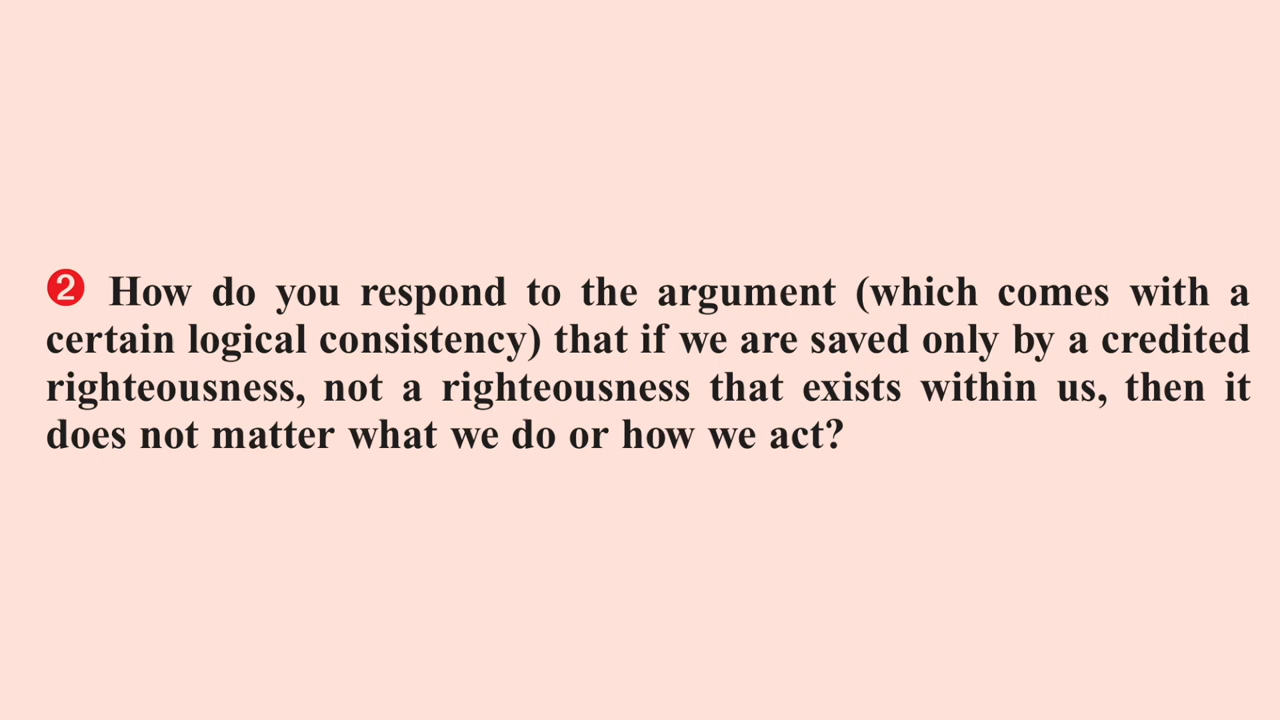 ❷ How do you respond to the argument (which comes with a
certain logical consistency) that if we are saved only by a credited
righteousness, not a righteousness that exists within us, then it
does not matter what we do or how we act?